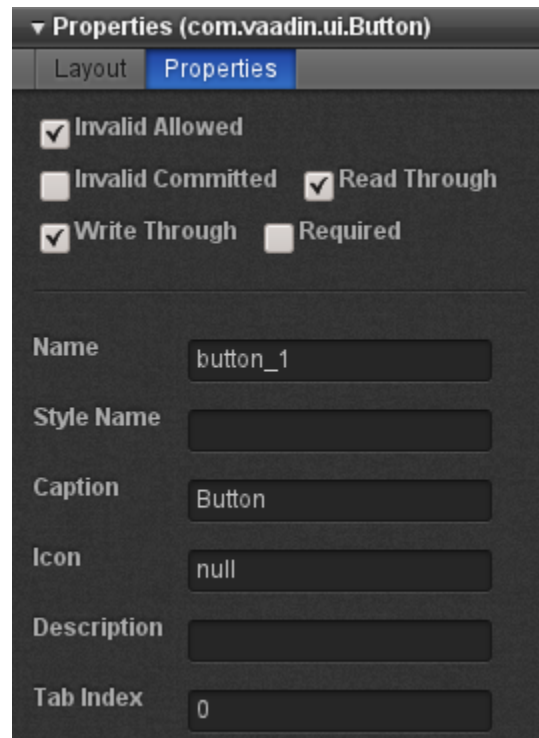 ▾ Properties (com.vaadin.ui.Button)
Layout Properties
Invalid Allowed
Invalid Committed Read Through
Write Through Required
Name button_1
Style Name
Caption Button
Icon null
Description
Tab Index 0